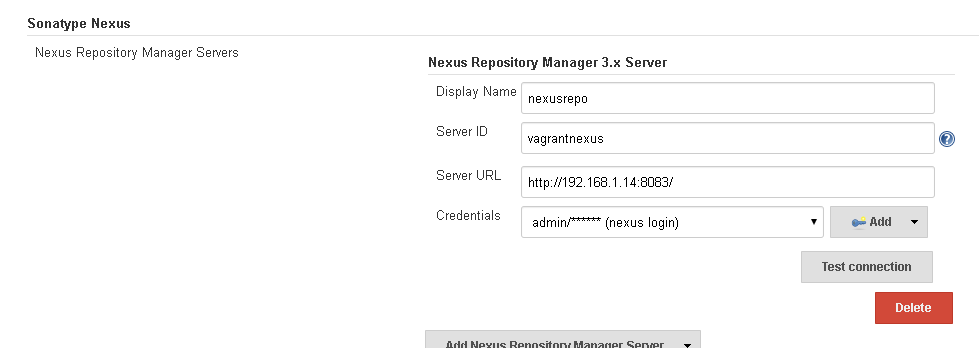 Sonatype Nexus
Nexus Repository Manager Servers
Nexus Repository Manager 3.x Server
Display Name nexusrepo
Server ID vagrantnexus
Server URL http://192.168.1.14:8083/
Credentials admin/****** (nexus login) Add
Test connection
Delete
Add Nexus Repository Manager Server